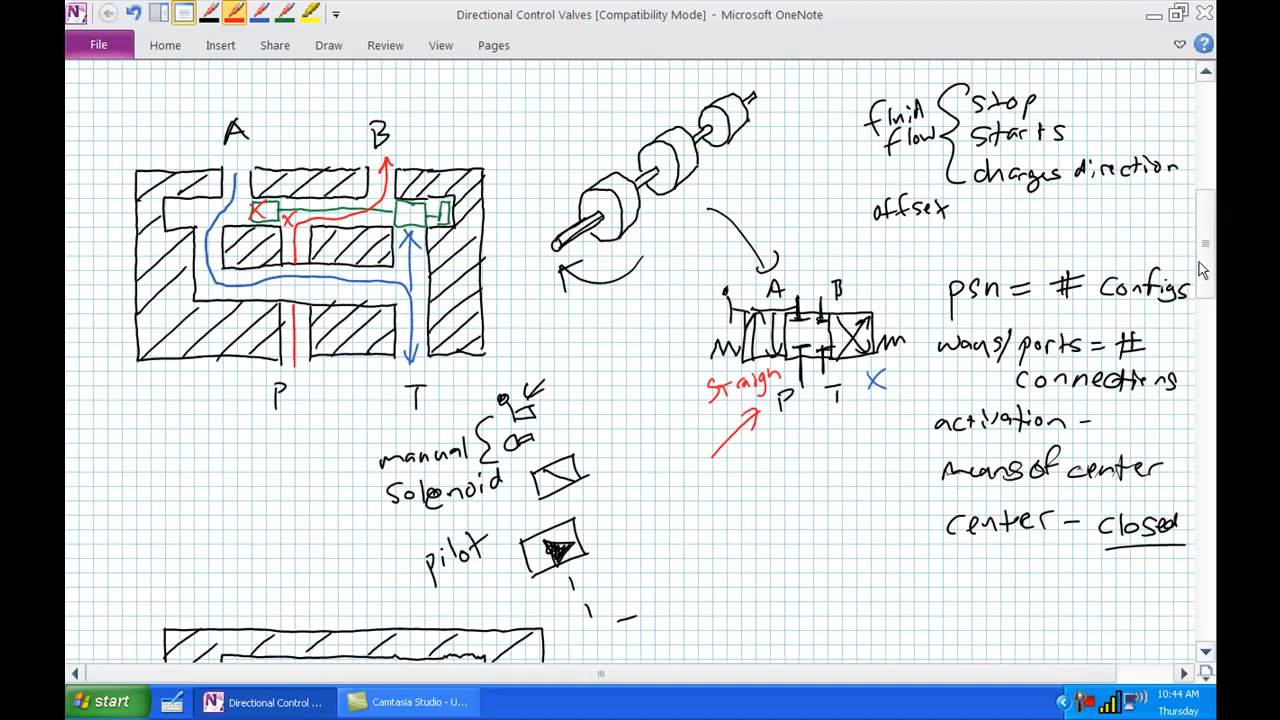 Directional Control Valves [Compatibility Mode] - Microsoft OneNote
File Home Insert Share Draw Review View Pages
A
B
P
T
fluid
flow
stop
starts
charges direction
offset
A B
straigh
P T X
psn = # configs
ways/ports = #
connections
activation -
means of center
center - closed
manual
solenoid
pilot
start
Directional Control ...
Camtasia Studio - U...
10:44 AM
Thursday